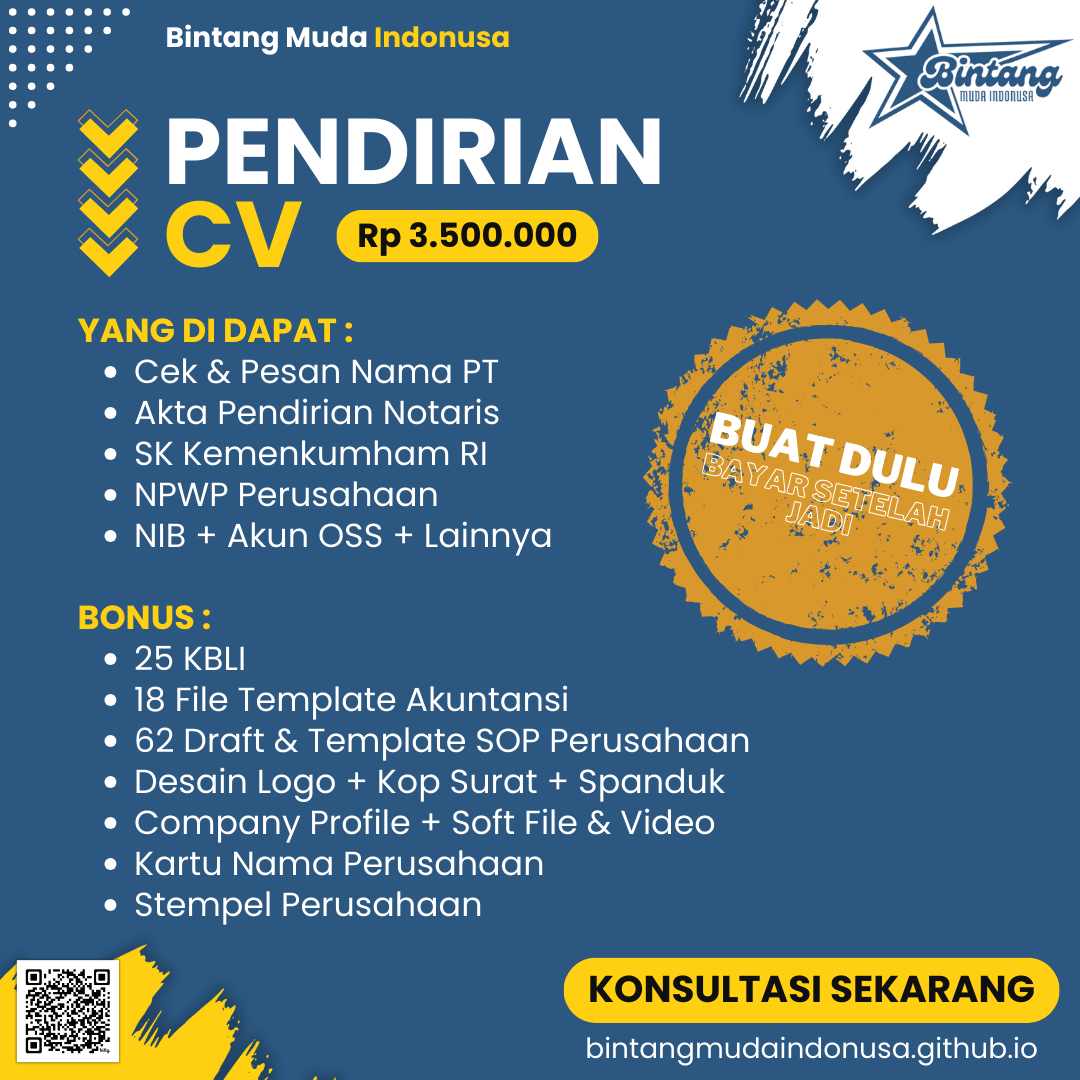 Bintang Muda Indonusa
Bintang
MUDA INDONUSA
PENDIRIAN
CV
Rp 3.500.000
YANG DI DAPAT :
Cek & Pesan Nama PT
Akta Pendirian Notaris
SK Kemenkumham RI
NPWP Perusahaan
NIB + Akun OSS + Lainnya
BUAT DULU
BAYAR SETELAH
JADI
BONUS :
25 KBLI
18 File Template Akuntansi
62 Draft & Template SOP Perusahaan
Desain Logo + Kop Surat + Spanduk
Company Profile + Soft File & Video
Kartu Nama Perusahaan
Stempel Perusahaan
KONSULTASI SEKARANG
bintangmudaindonusa.github.io